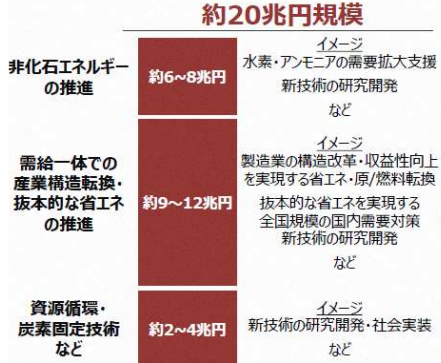 約20兆円規模
非化石エネルギー
の推進
約6~8兆円
イメージ
水素・アンモニアの需要拡大支援
新技術の研究開発
など
需給一体での
産業構造転換・
抜本的な省エネ
の推進
約9~12兆円
イメージ
製造業の構造改革・収益性向上
を実現する省エネ・原/燃料転換
抜本的な省エネを実現する
全国規模の国内需要対策
新技術の研究開発
など
資源循環・
炭素固定技術
など
約2~4兆円
イメージ
新技術の研究開発・社会実装
など